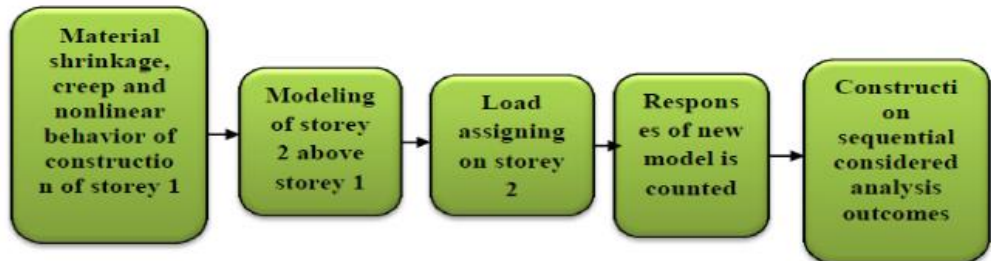 Material
shrinkage,
creep and
nonlinear
behavior of
constructio
n of storey 1
Modeling
of storey
2 above
storey 1
Load
assigning
on storey
2
Respons
es of new
model is
counted
Constructi
on
sequential
considered
analysis
outcomes